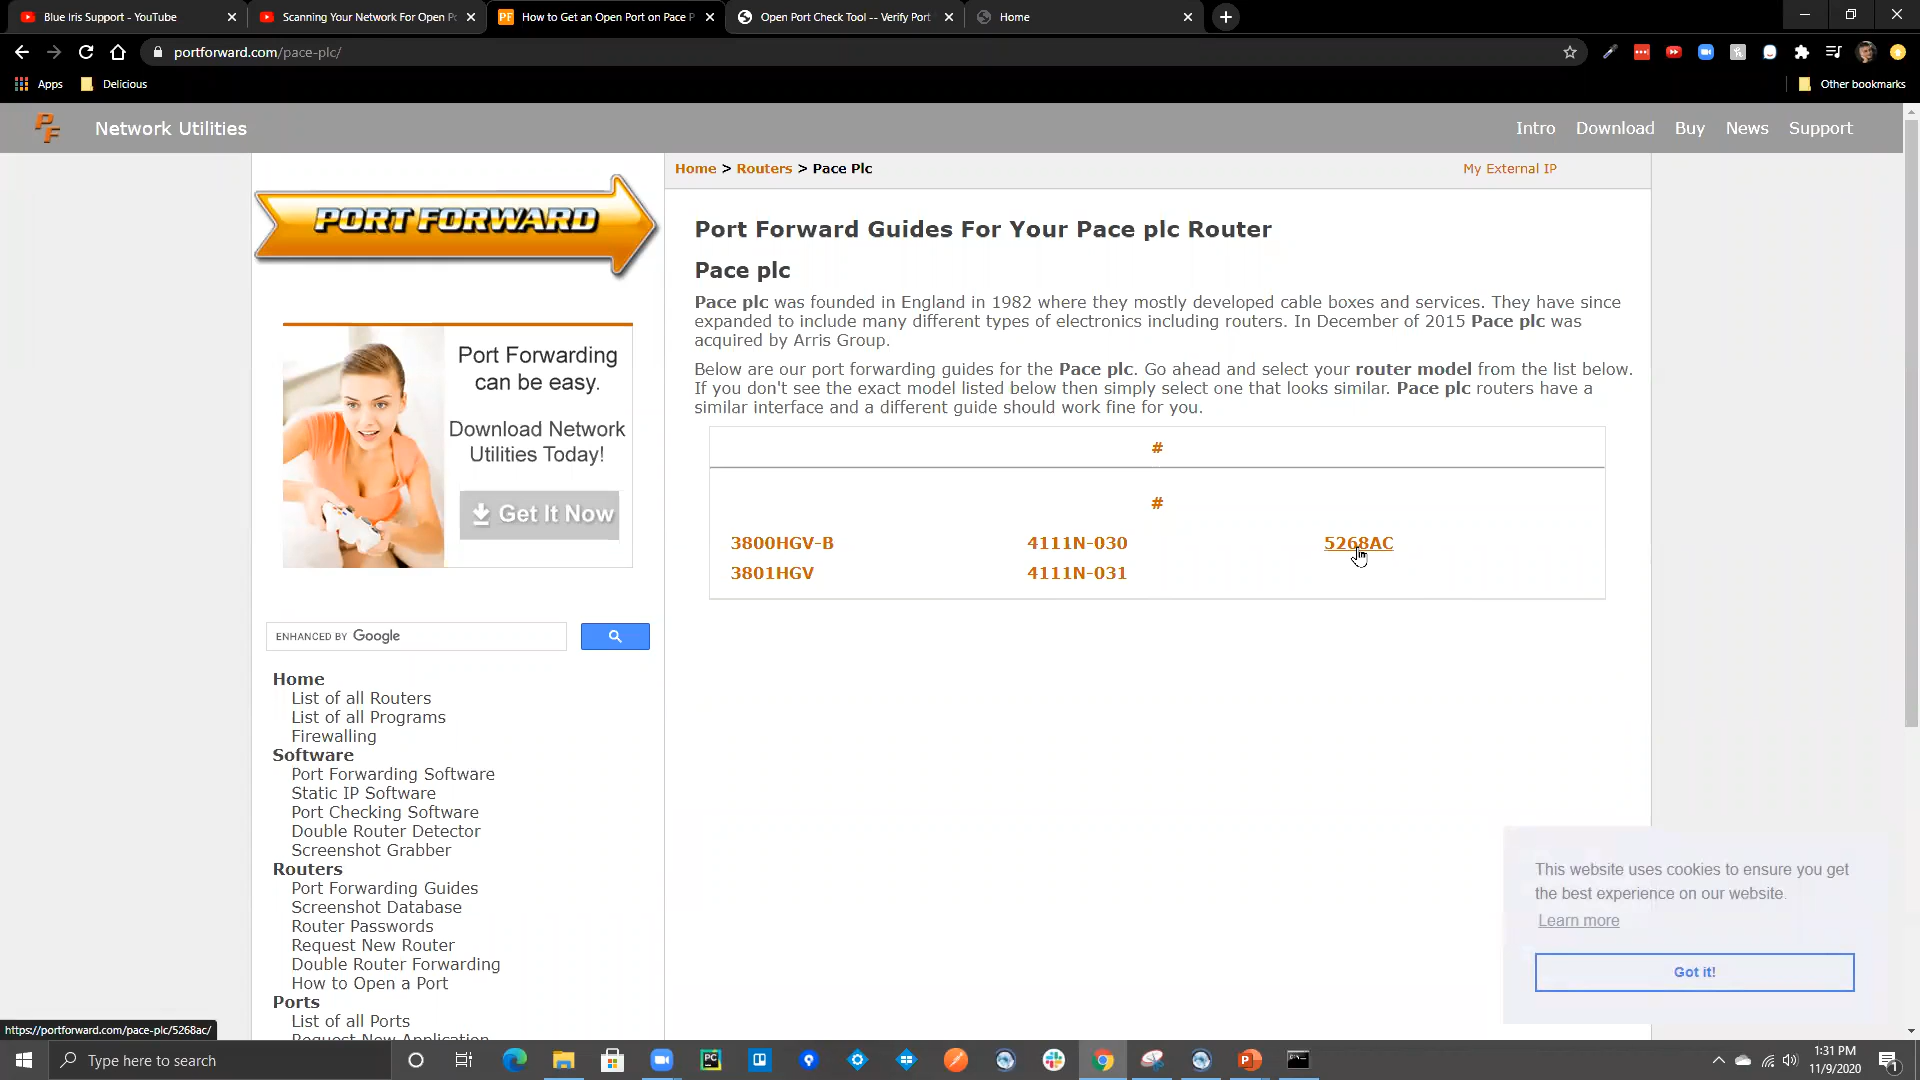 Blue Iris Support - YouTube
Scanning Your Network For Open Po
How to Get an Open Port on Pace P
Open Port Check Tool -- Verify Port
Home
portforward.com/pace-plc/
Apps
Delicious
Other bookmarks
PF
Network Utilities
Intro
Download
Buy
News
Support
Home > Routers > Pace Plc
My External IP
PORT FORWARD
Port Forward Guides For Your Pace plc Router
Pace plc
Pace plc was founded in England in 1982 where they mostly developed cable boxes and services. They have since
expanded to include many different types of electronics including routers. In December of 2015 Pace plc was
acquired by Arris Group.
Below are our port forwarding guides for the Pace plc. Go ahead and select your router model from the list below.
If you don't see the exact model listed below then simply select one that looks similar. Pace plc routers have a
similar interface and a different guide should work fine for you.
#
#
3800HGV-B
4111N-030
5268AC
3801HGV
4111N-031
Port Forwarding
can be easy.
Download Network
Utilities Today!
Get It Now
ENHANCED BY Google
Home
List of all Routers
List of all Programs
Firewalling
Software
Port Forwarding Software
Static IP Software
Port Checking Software
Double Router Detector
Screenshot Grabber
Routers
Port Forwarding Guides
Screenshot Database
Router Passwords
Request New Router
Double Router Forwarding
How to Open a Port
Ports
List of all Ports
Request New Application
This website uses cookies to ensure you get
the best experience on our website.
Learn more
Got it!
https://portforward.com/pace-plc/5268ac/
Type here to search
PC
1:31 PM
11/9/2020
1